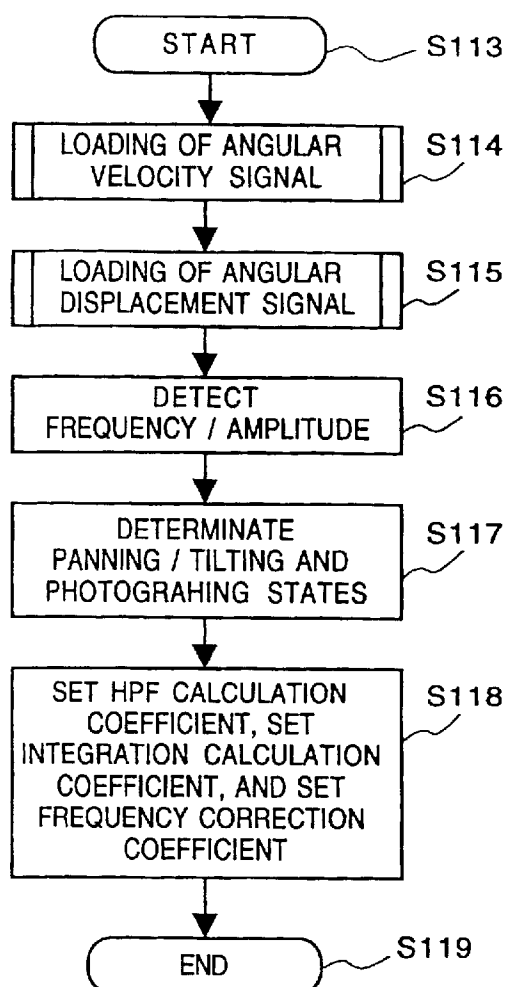 START
S113
LOADING OF ANGULAR
VELOCITY SIGNAL
S114
LOADING OF ANGULAR
DISPLACEMENT SIGNAL
S115
DETECT
FREQUENCY / AMPLITUDE
S116
DETERMINATE
PANNING / TILTING AND
PHOTOGRAHING STATES
S117
SET HPF CALCULATION
COEFFICIENT, SET
INTEGRATION CALCULATION
COEFFICIENT, AND SET
FREQUENCY CORRECTION
COEFFICIENT
S118
END
S119